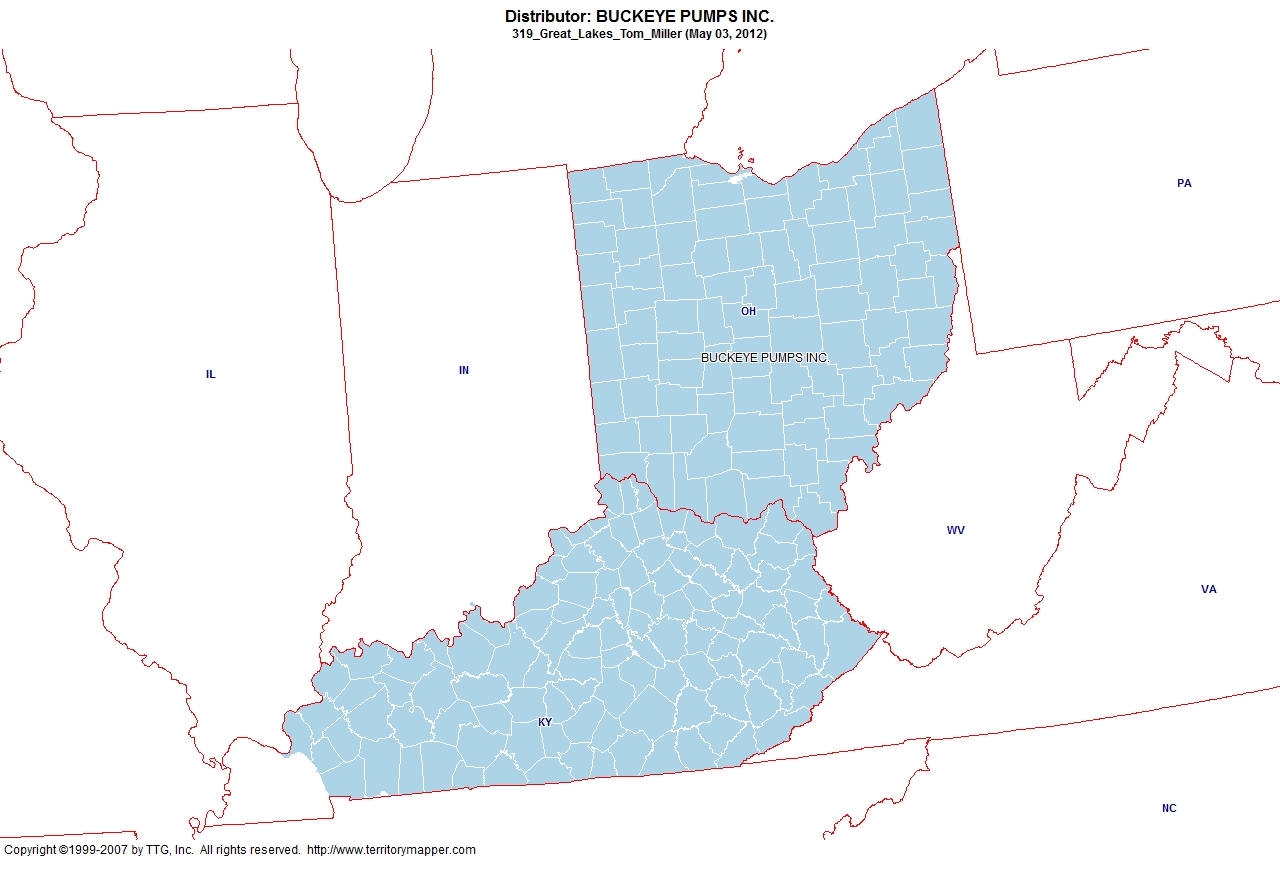 Distributor: BUCKEYE PUMPS INC.
319_Great_Lakes_Tom_Miller (May 03, 2012)
PA
OH
BUCKEYE PUMPS INC.
IL
IN
WV
VA
KY
NC
Copyright ©1999-2007 by TTG, Inc. All rights reserved. http://www.territorymapper.com